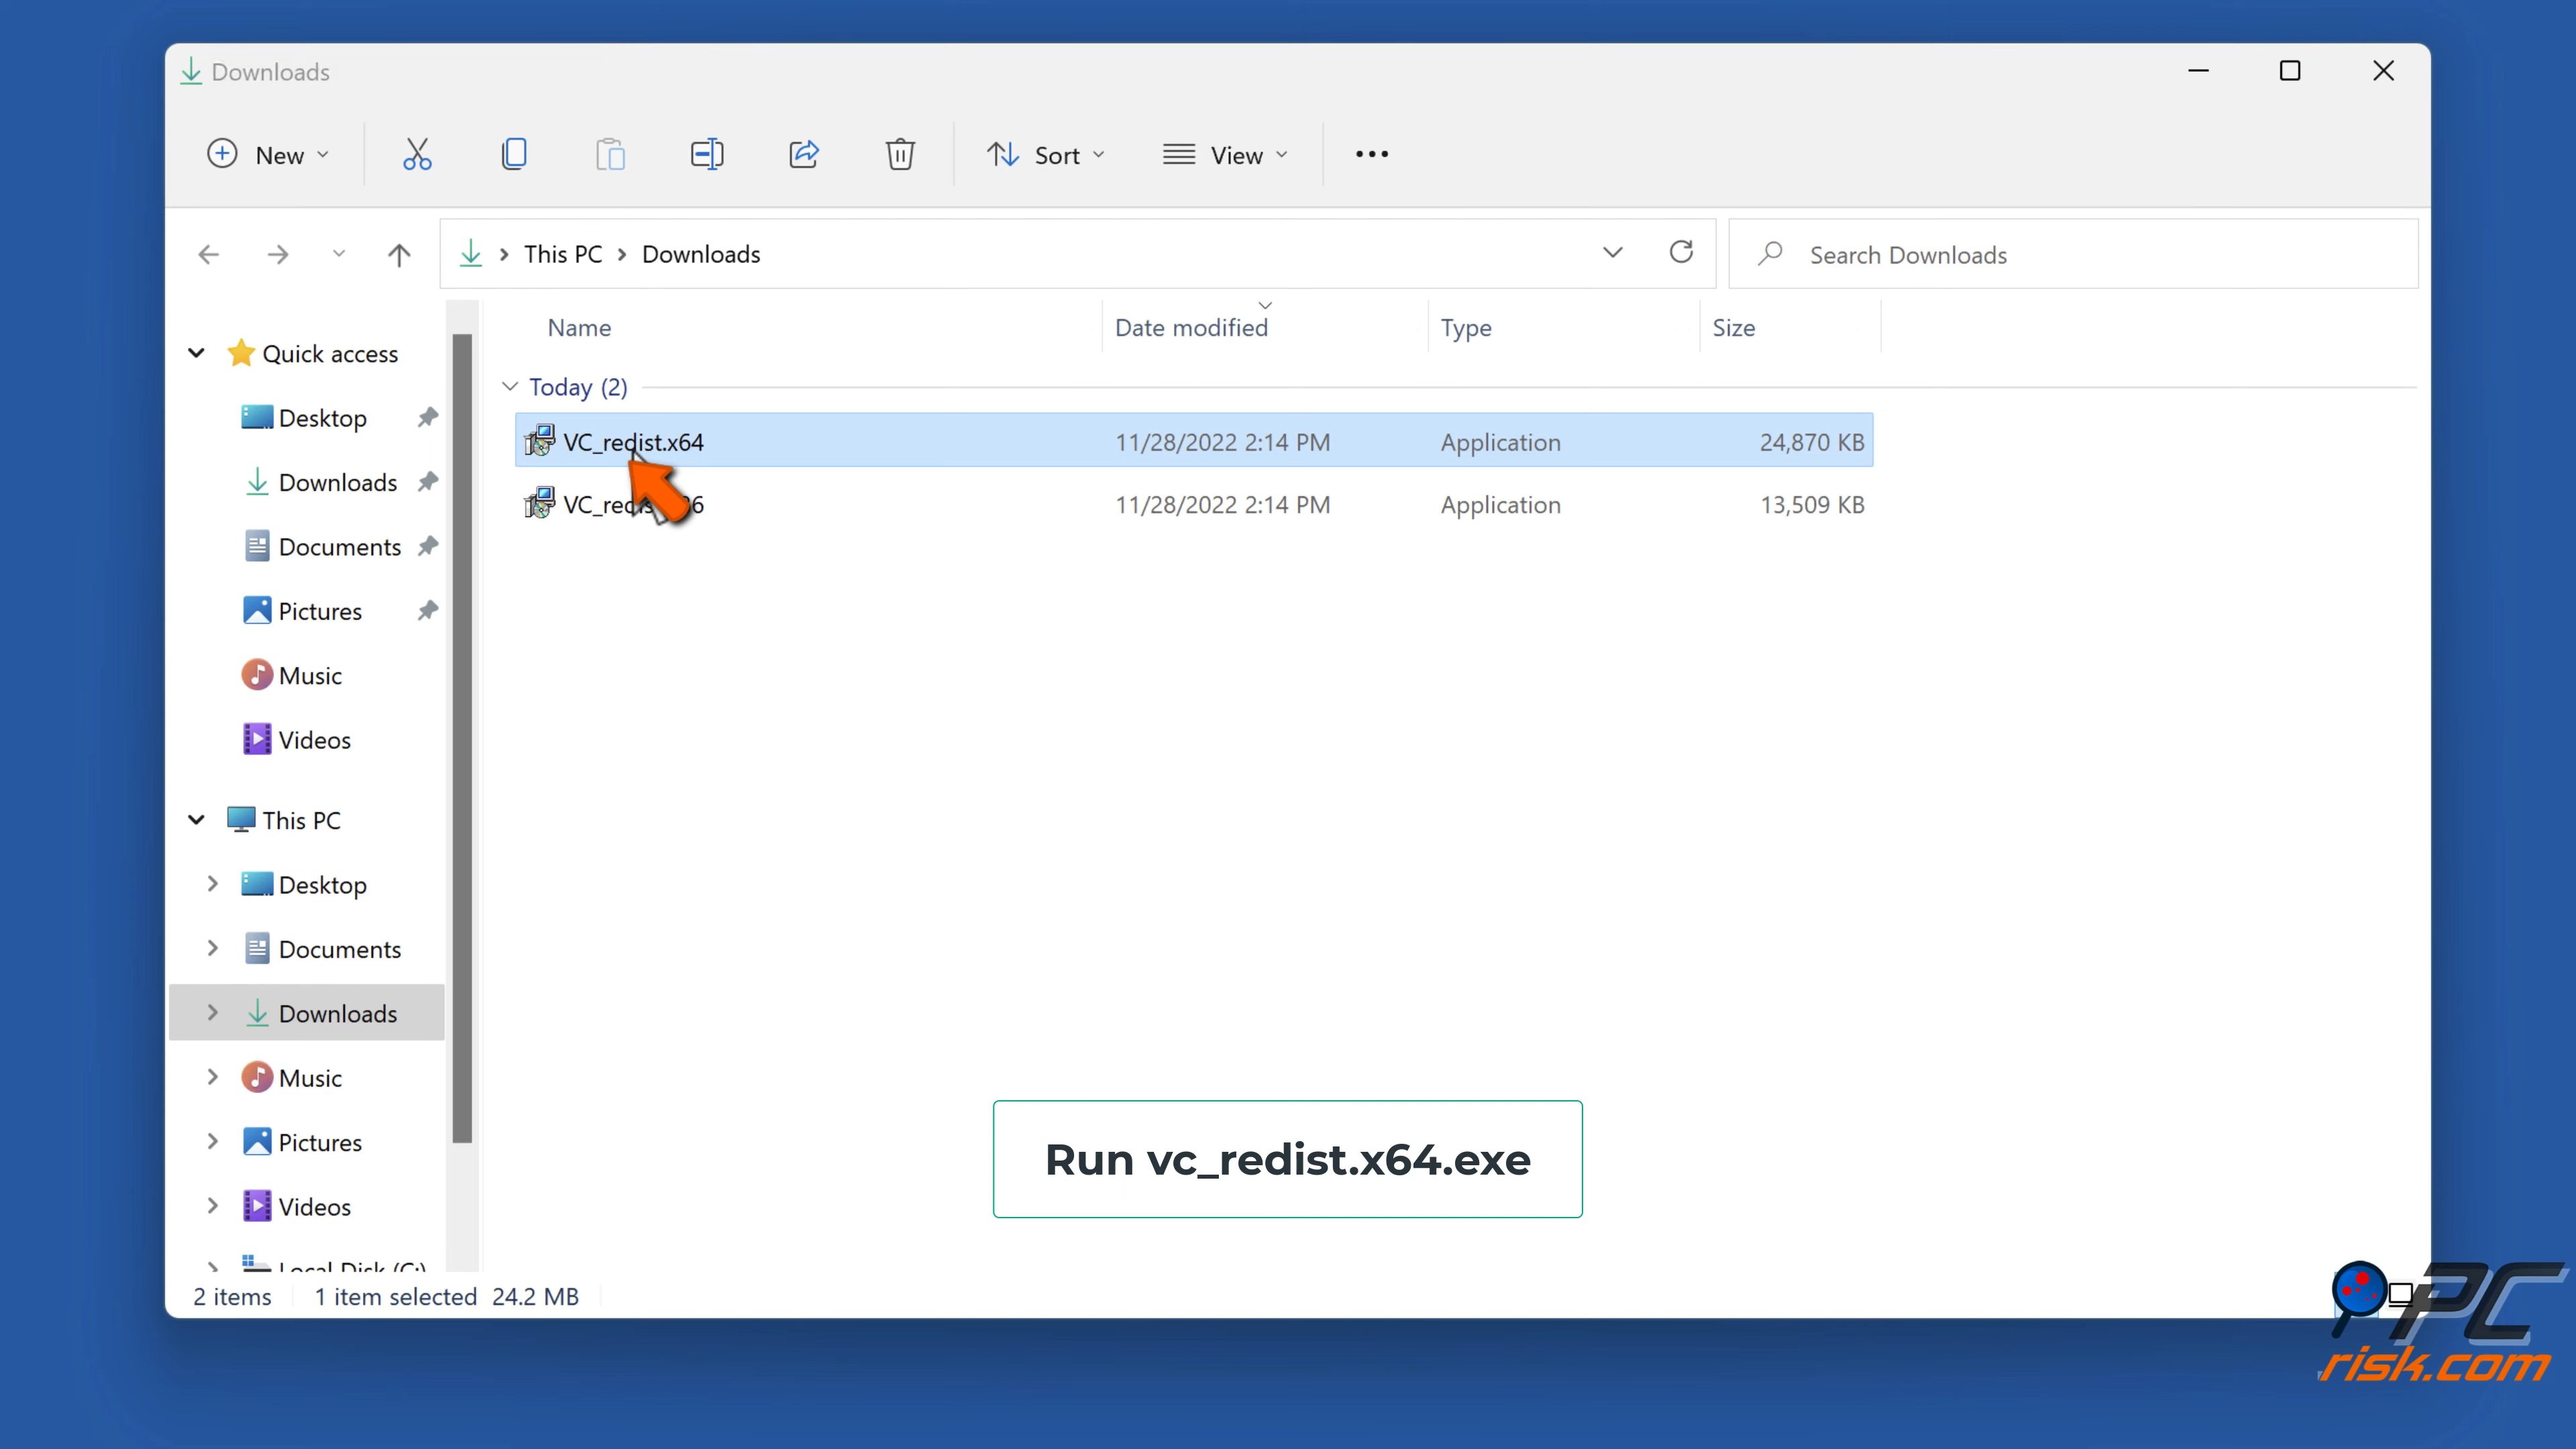 Downloads
New
Sort
View
This PC
Downloads
Search Downloads
Name
Date modified
Type
Size
Quick access
Desktop
Downloads
Documents
Pictures
Music
Videos
This PC
Desktop
Documents
Downloads
Music
Pictures
Videos
Local Disk (C:)
Today (2)
VC_redist.x64 11/28/2022 2:14 PM Application 24,870 KB
11/28/2022 2:14 PM Application 13,509 KB
Run vc_redist.x64.exe
2 items 1 item selected 24.2 MB
PC
risk.com